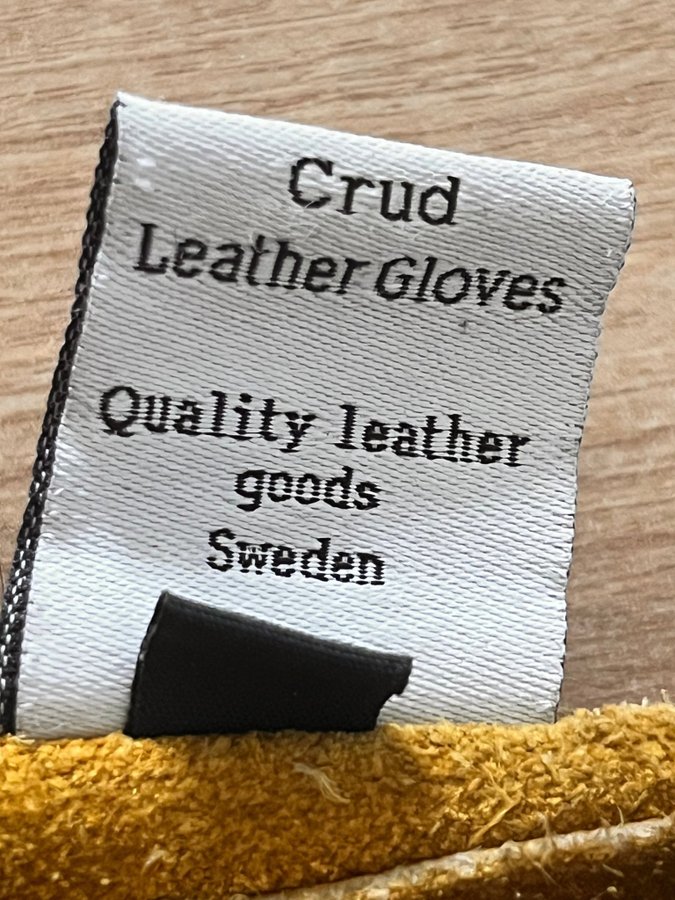 Crud
Leather Gloves
Quality leather
goods
Sweden